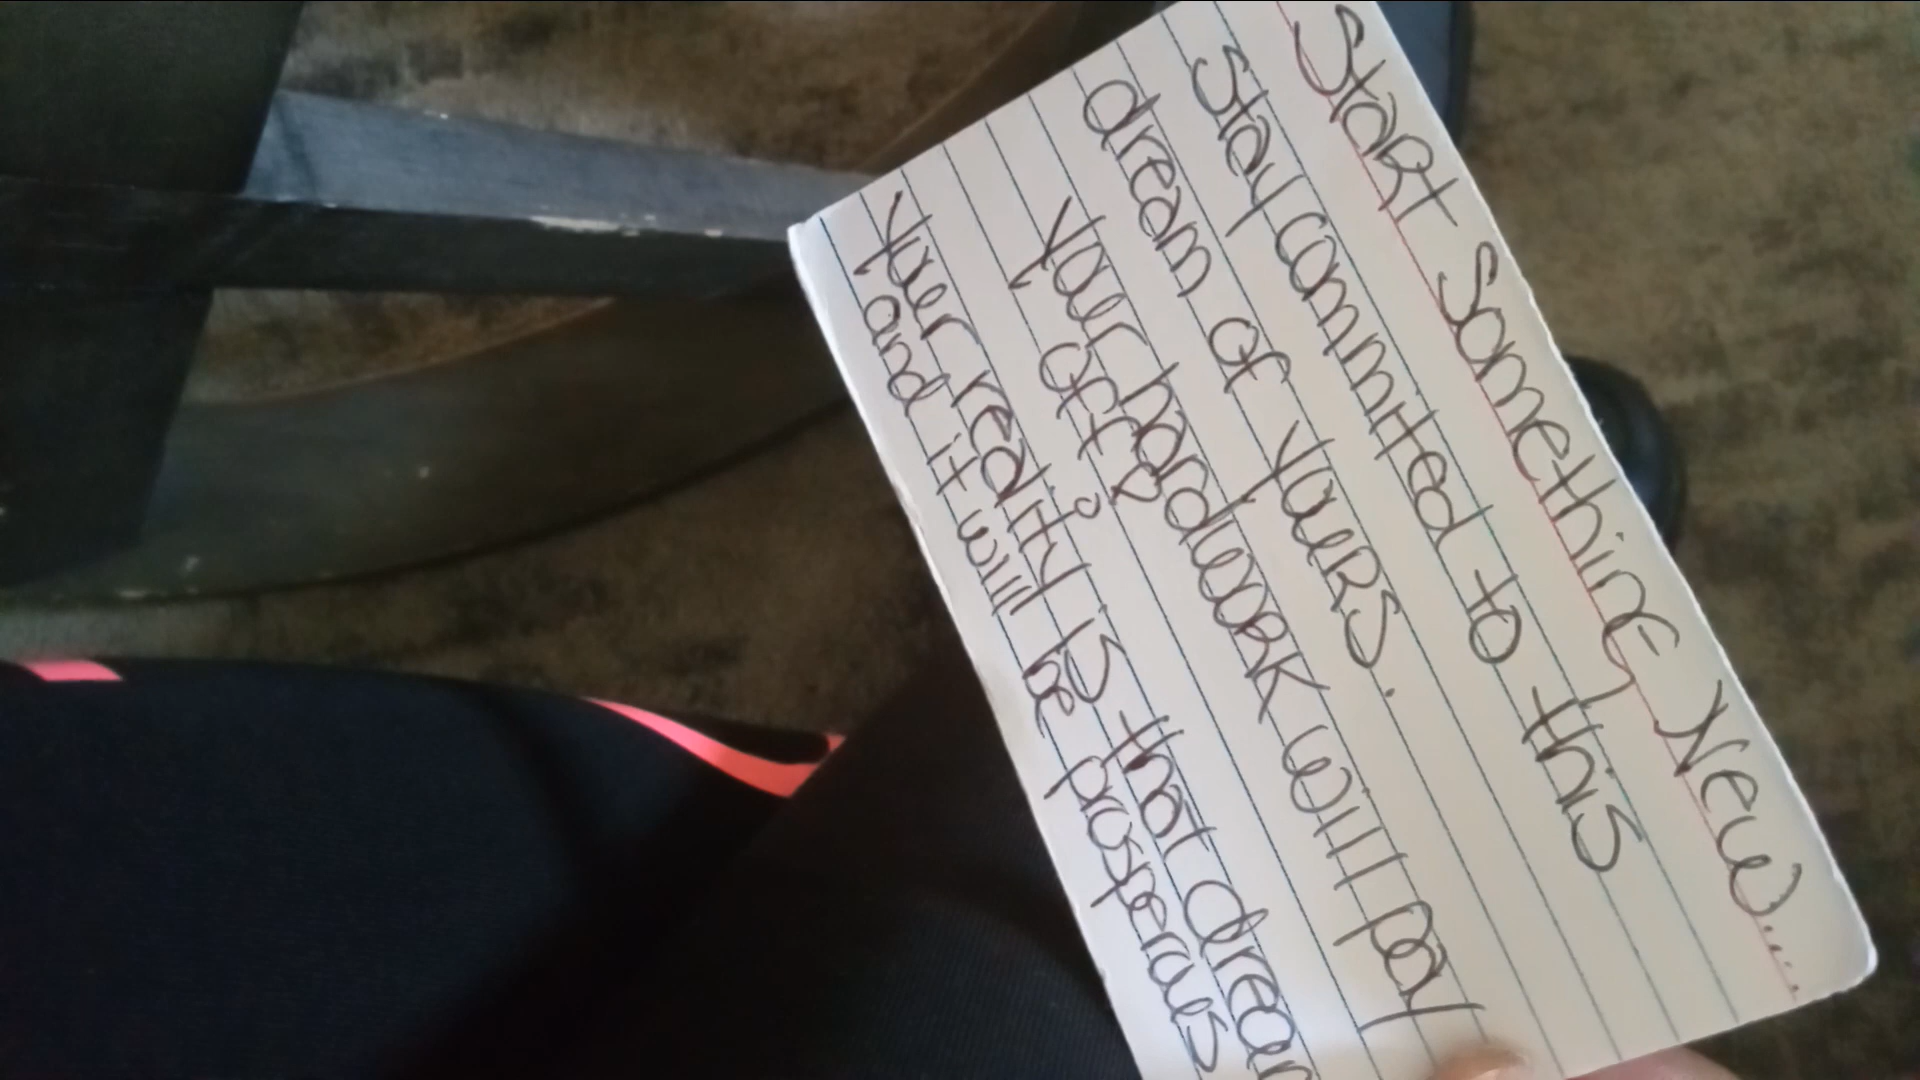 Start something New.....
Stay committed to this
dream of yours.
Your hardwork will pay
off!
Your reality is that dream
and it will be prosperous